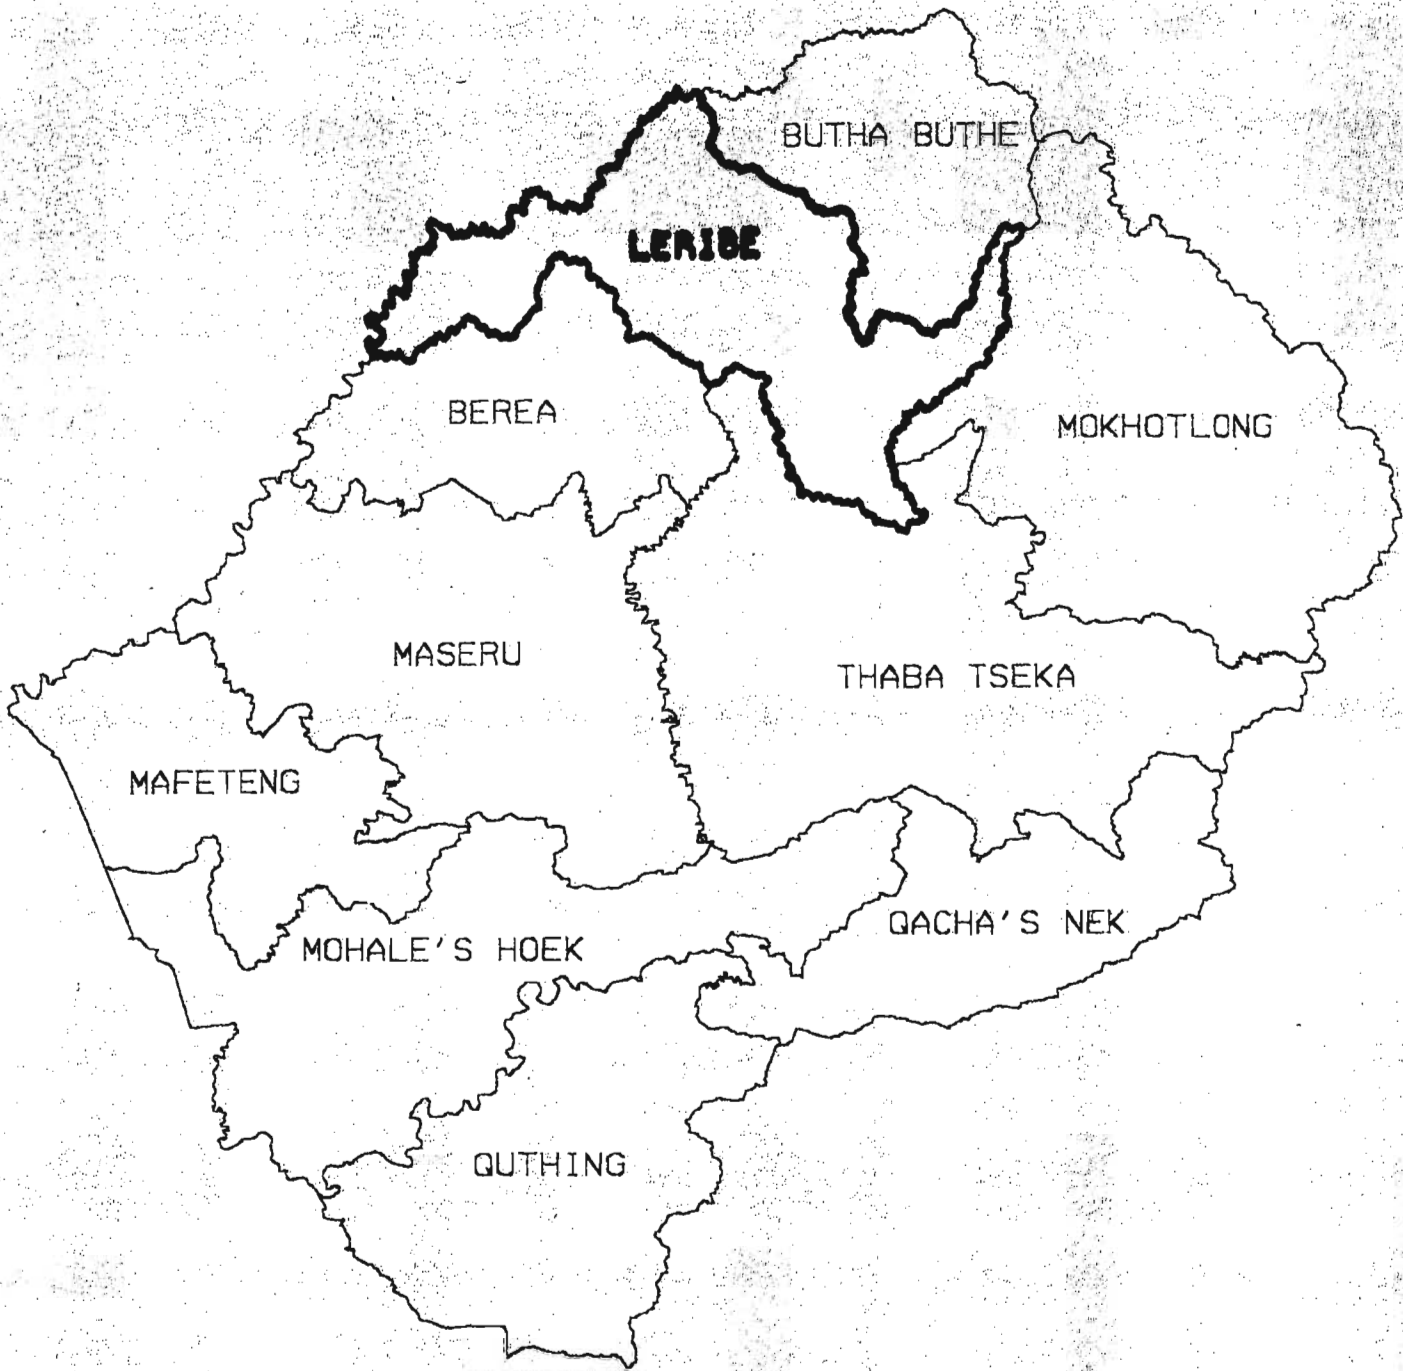 BUTHA BUTHE
LERIBE
BEREA
MOKHOTLONG
MASERU
THABA TSEKA
MAFETENG
QACHA'S NEK
MOHALE'S HOEK
QUTHING